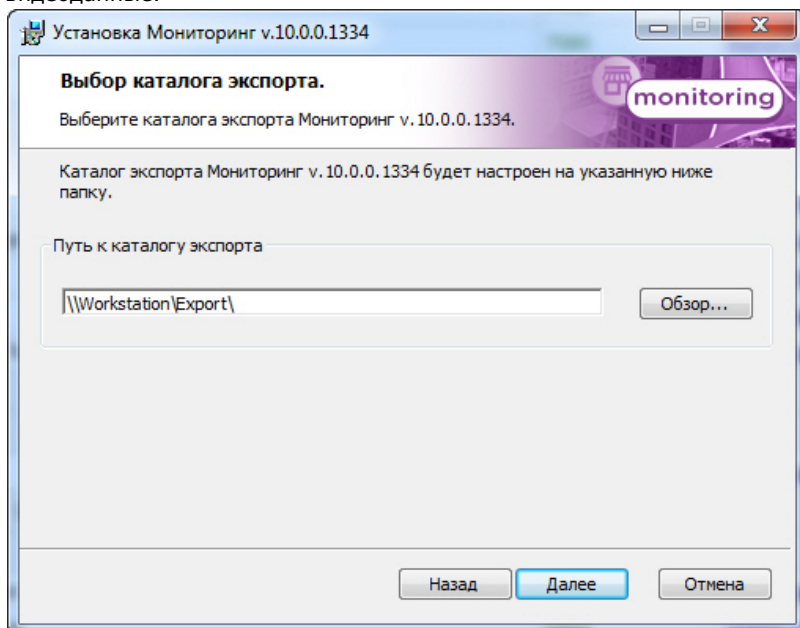 видеоданные.
Установка Мониторинг v.10.0.0.1334
Выбор каталога экспорта.
monitoring
Выберите каталога экспорта Мониторинг v.10.0.0.1334.
Каталог экспорта Мониторинг v.10.0.0.1334 будет настроен на указанную ниже
папку.
Путь к каталогу экспорта
\\Workstation\Export\
Обзор...
Назад
Далее
Отмена